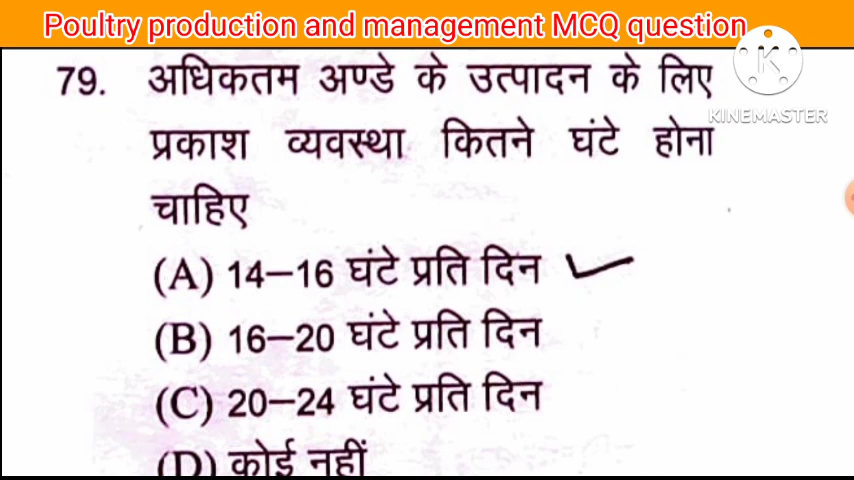 Poultry production and management MCQ question
K
KINEMASTER
79. अधिकतम अण्डे के उत्पादन के लिए
प्रकाश व्यवस्था कितने घंटे होना
चाहिए
(A) 14–16 घंटे प्रति दिन
(B) 16–20 घंटे प्रति दिन
(C) 20–24 घंटे प्रति दिन
(D) कोई नहीं